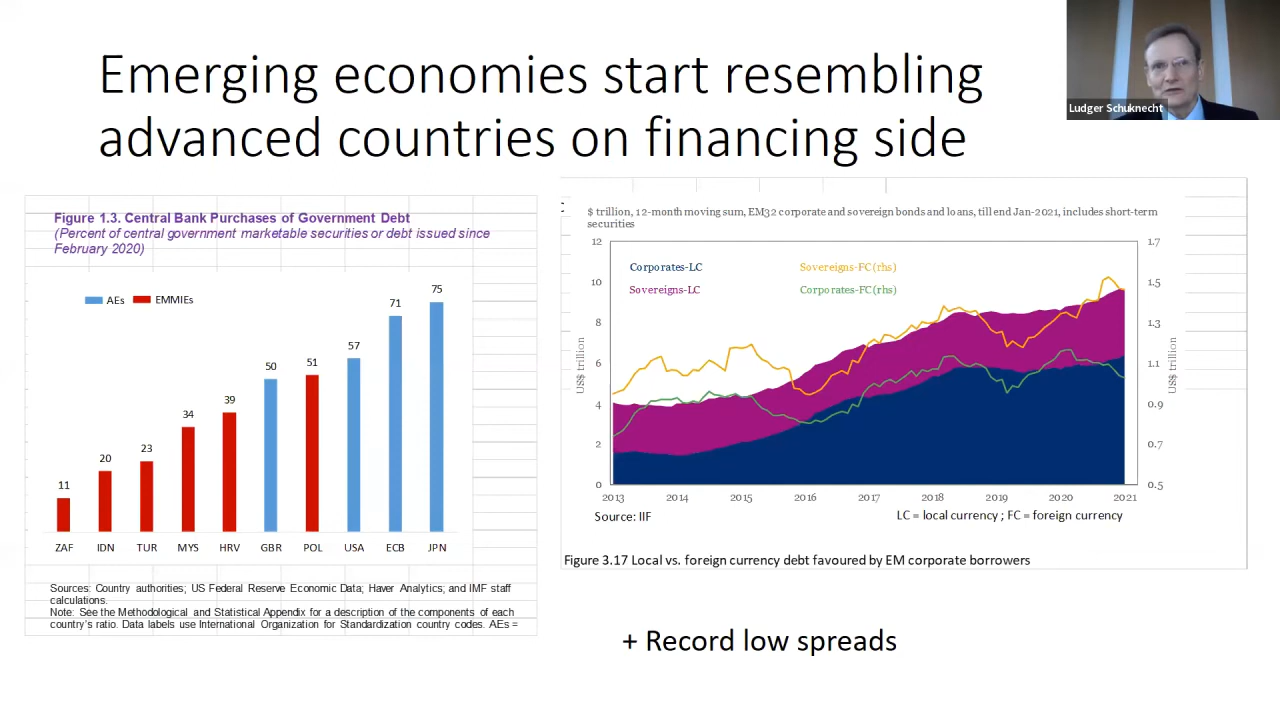 Emerging economies start resembling
advanced countries on financing side
Ludger Schuknecht
Figure 1.3. Central Bank Purchases of Government Debt
(Percent of central government marketable securities or debt issued since
February 2020)
AEs EMMIEs
11 20 23 34 39 50 51 57 71 75
ZAF IDN TUR MYS HRV GBR POL USA ECB JPN
Sources: Country authorities; US Federal Reserve Economic Data; Haver Analytics; and IMF staff
calculations.
Note: See the Methodological and Statistical Appendix for a description of the components of each
country's ratio. Data labels use International Organization for Standardization country codes. AEs =
$ trillion, 12-month moving sum, EM32 corporate and sovereign bonds and loans, till end Jan-2021, includes short-term
securities
12 1.7
Corporates-LC Sovereigns-FC(rhs)
10 1.5
Sovereigns-LC Corporates-FC(rhs)
8 1.3
US$ trillion
6 1.1
US$ trillion
4 0.9
2 0.7
0 0.5
2013 2014 2015 2016 2017 2018 2019 2020 2021
Source: IIF LC = local currency ; FC = foreign currency
Figure 3.17 Local vs. foreign currency debt favoured by EM corporate borrowers
+ Record low spreads